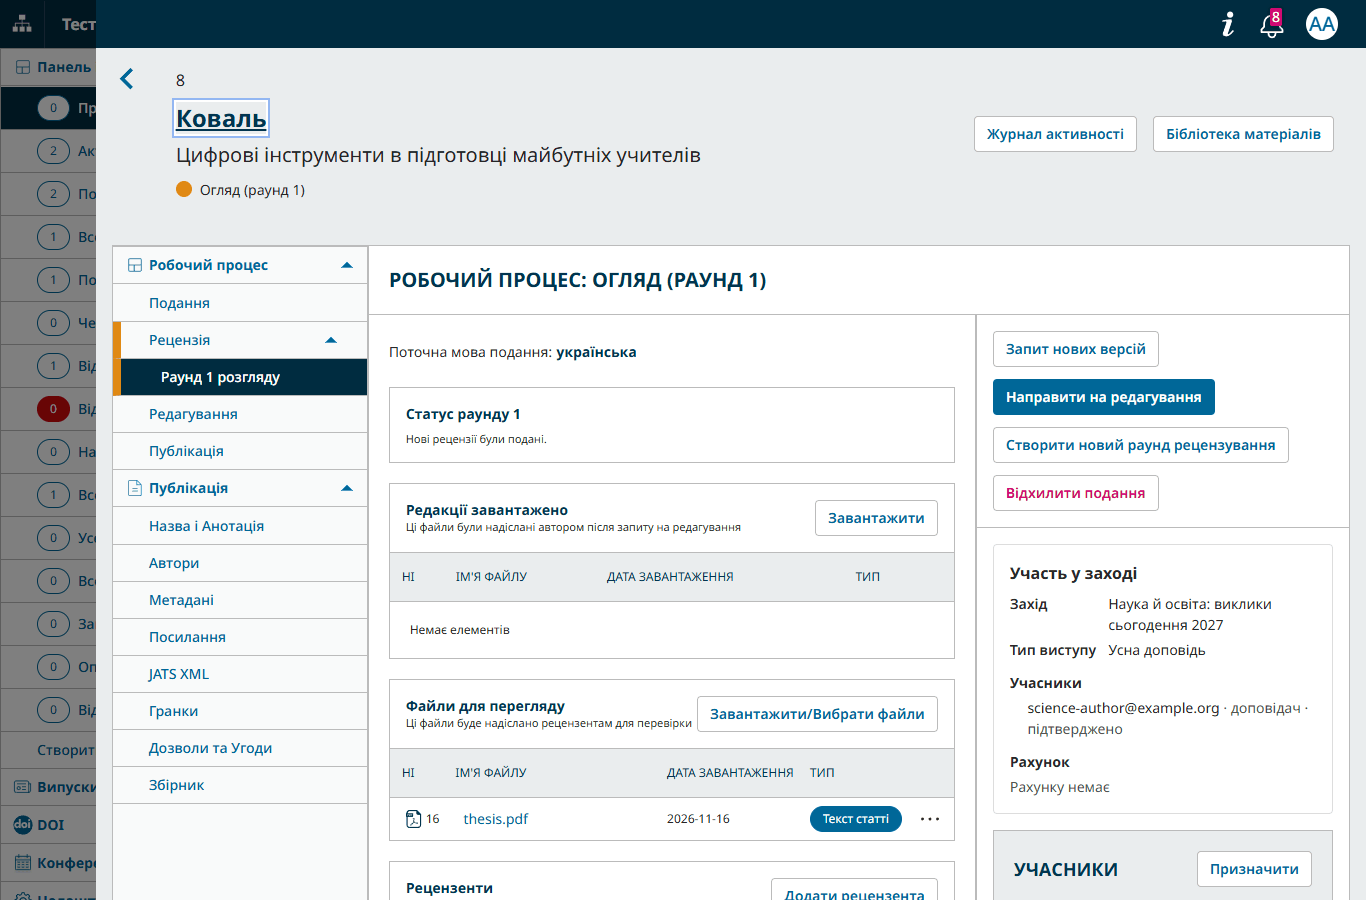 Тест
8
АА
Панель
0
2
2
1
1
0
1
0
0
1
0
0
0
0
0
Створит
Випуски
doi DOI
Конфере
8
Коваль
Цифрові інструменти в підготовці майбутніх учителів
Огляд (раунд 1)
Журнал активності
Бібліотека матеріалів
Робочий процес
Подання
Рецензія
Раунд 1 розгляду
Редагування
Публікація
Публікація
Назва і Анотація
Автори
Метадані
Посилання
JATS XML
Гранки
Дозволи та Угоди
Збірник
РОБОЧИЙ ПРОЦЕС: ОГЛЯД (РАУНД 1)
Поточна мова подання: українська
Статус раунду 1
Нові рецензії були подані.
Редакції завантажено
Ці файли були надіслані автором після запиту на редагування
Завантажити
НІ ІМ'Я ФАЙЛУ ДАТА ЗАВАНТАЖЕННЯ ТИП
Немає елементів
Файли для перегляду
Ці файли буде надіслано рецензентам для перевірки
Завантажити/Вибрати файли
НІ ІМ'Я ФАЙЛУ ДАТА ЗАВАНТАЖЕННЯ ТИП
16 thesis.pdf 2026-11-16 Текст статті
Рецензенти
Додати рецензента
Запит нових версій
Направити на редагування
Створити новий раунд рецензування
Відхилити подання
Участь у заході
Захід Наука й освіта: виклики
сьогодення 2027
Тип виступу Усна доповідь
Учасники
science-author@example.org · доповідач ·
підтверджено
Рахунок
Рахунку немає
УЧАСНИКИ
Призначити